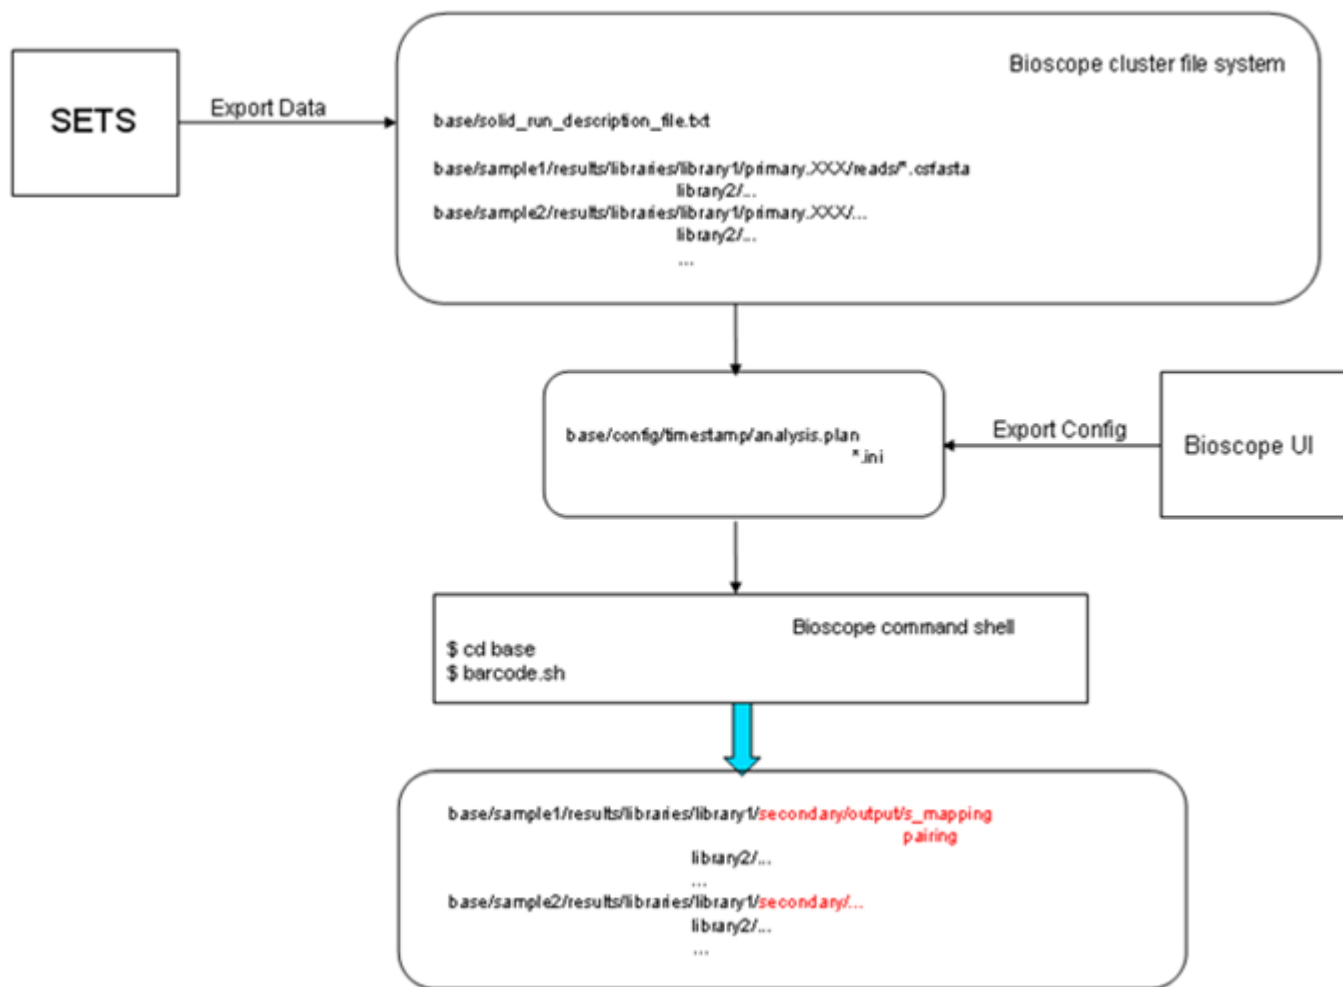 SETS
Export Data
Bioscope cluster file system
base/solid_run_description_file.txt
base/sample1/results/libraries/library1/primary.XXX/reads/*.csfasta
library2/...
base/sample2/results/libraries/library1/primary.XXX/...
library2/...
...
base/config/timestamp/analysis.plan
*.ini
Export Config
Bioscope UI
Bioscope command shell
$ cd base
$ barcode.sh
base/sample1/results/libraries/library1/secondary/output/s_mapping
pairing
library2/...
...
base/sample2/results/libraries/library1/secondary/...
library2/...
...